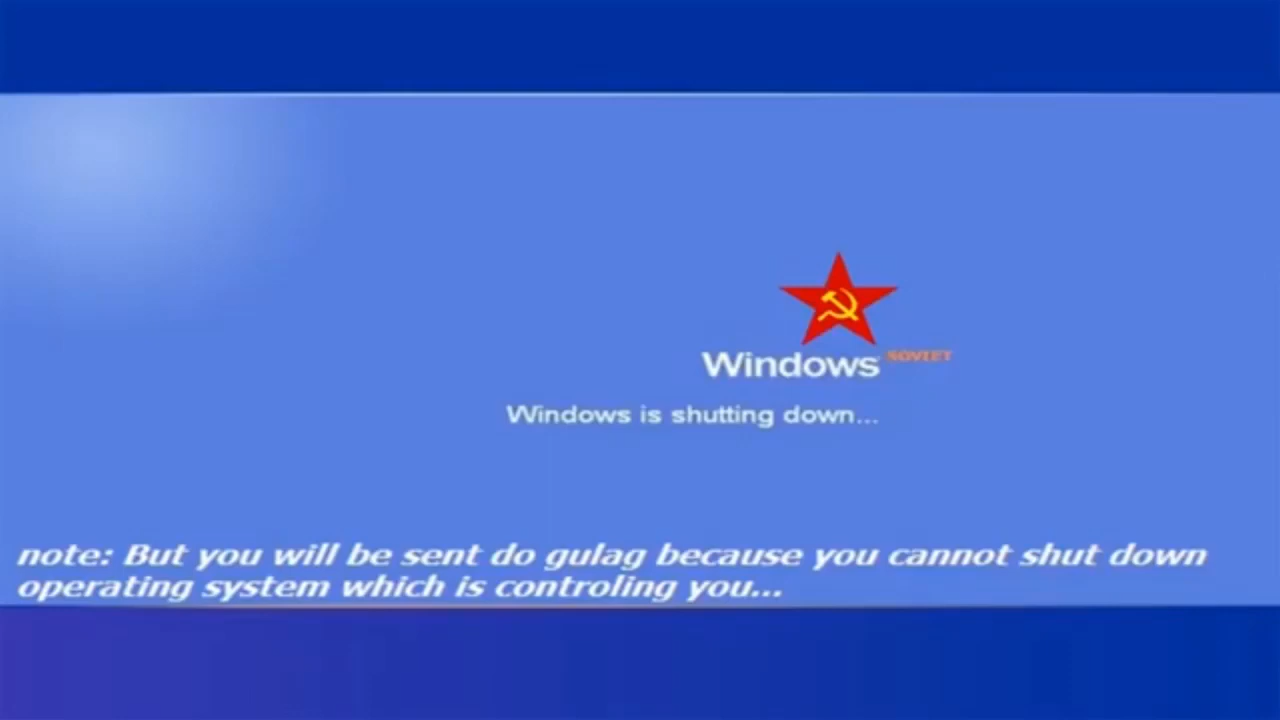 Windows SOVIET
Windows is shutting down...
note: But you will be sent do gulag because you cannot shut down
operating system which is controling you...